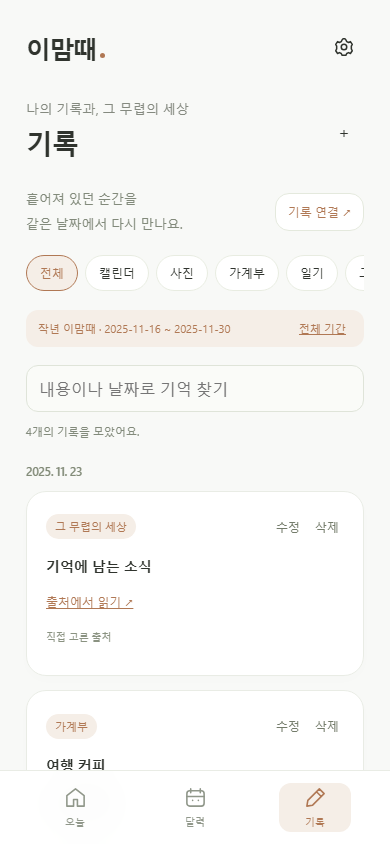 이맘때.
나의 기록과, 그 무렵의 세상
기록
+
흩어져 있던 순간을
같은 날짜에서 다시 만나요.
기록 연결 ↗
전체 캘린더 사진 가계부 일기
작년 이맘때 · 2025-11-16 ~ 2025-11-30 전체 기간
내용이나 날짜로 기억 찾기
4개의 기록을 모았어요.
2025. 11. 23
그 무렵의 세상 수정 삭제
기억에 남는 소식
출처에서 읽기 ↗
직접 고른 출처
가계부 수정 삭제
여행 커피
오늘 달력 기록